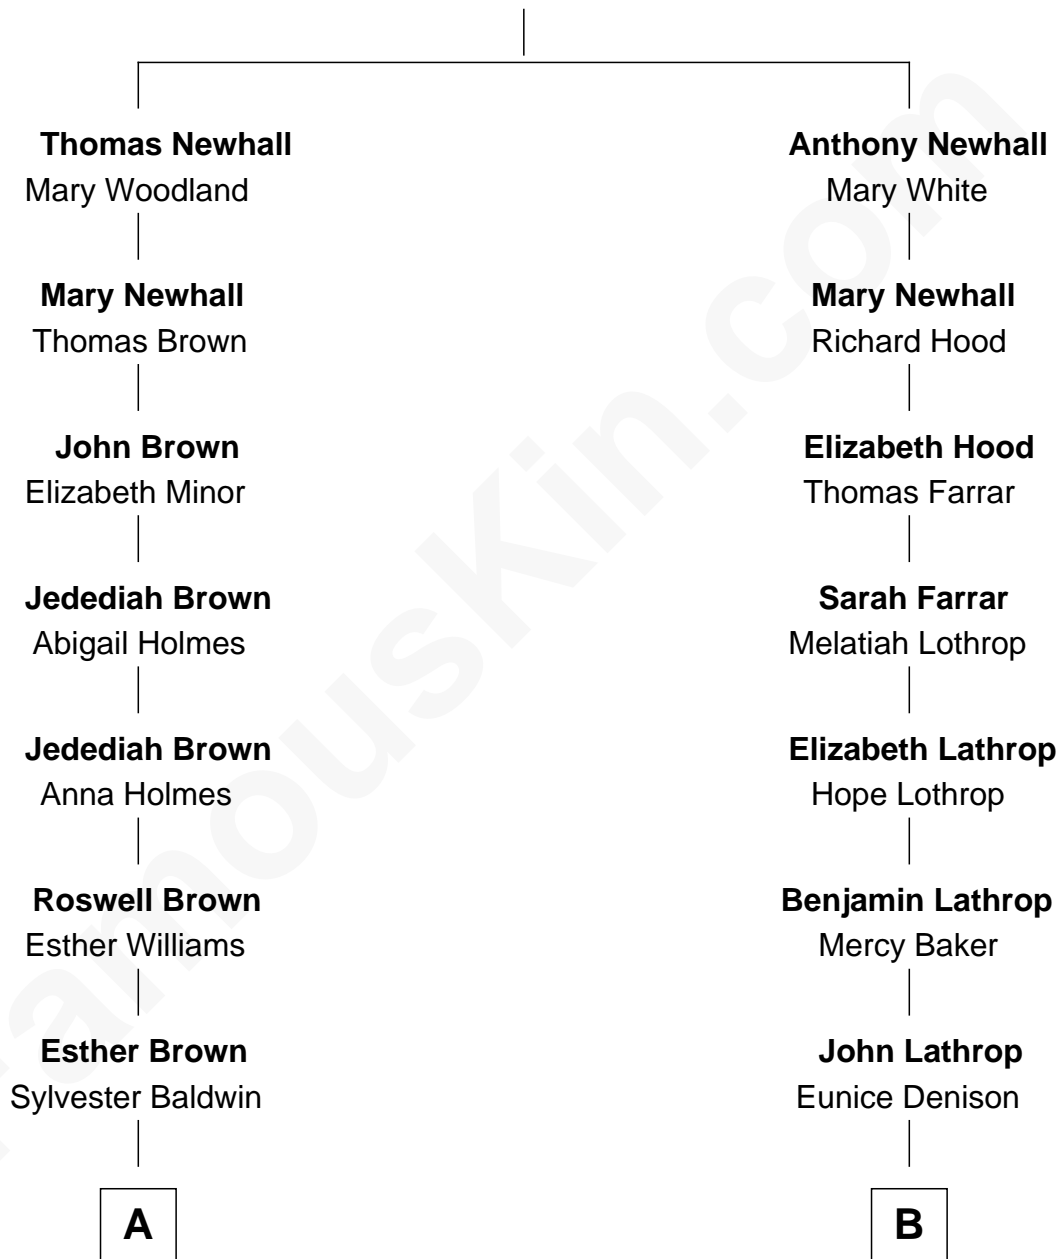 Thomas Newhall
Mary Woodland
Mary Newhall
Thomas Brown
John Brown
Elizabeth Minor
Jedediah Brown
Abigail Holmes
Jedediah Brown
Anna Holmes
Roswell Brown
Esther Williams
Esther Brown
Sylvester Baldwin
A
Anthony Newhall
Mary White
Mary Newhall
Richard Hood
Elizabeth Hood
Thomas Farrar
Sarah Farrar
Melatiah Lothrop
Elizabeth Lathrop
Hope Lothrop
Benjamin Lathrop
Mercy Baker
John Lathrop
Eunice Denison
B
FamousKin.com